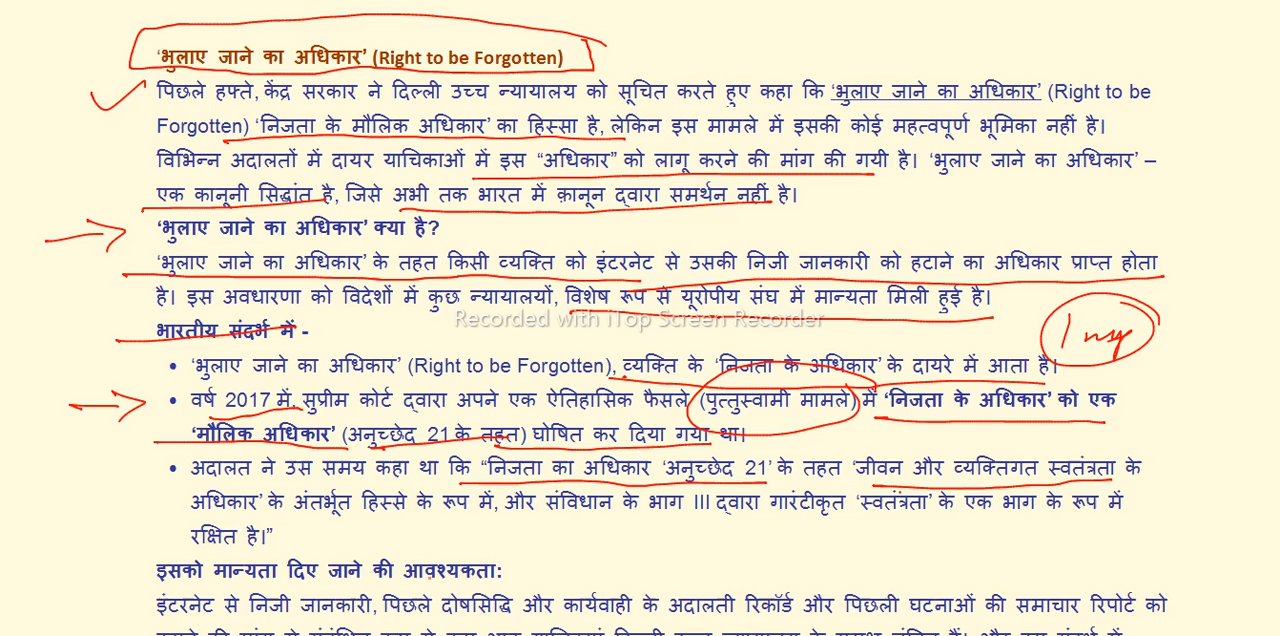 ‘भुलाए जाने का अधिकार’ (Right to be Forgotten)
पिछले हफ्ते, केंद्र सरकार ने दिल्ली उच्च न्यायालय को सूचित करते हुए कहा कि ‘भुलाए जाने का अधिकार’ (Right to be
Forgotten) ‘निजता के मौलिक अधिकार’ का हिस्सा है, लेकिन इस मामले में इसकी कोई महत्वपूर्ण भूमिका नहीं है।
विभिन्न अदालतों में दायर याचिकाओं में इस “अधिकार” को लागू करने की मांग की गयी है। ‘भुलाए जाने का अधिकार’ –
एक कानूनी सिद्धांत है, जिसे अभी तक भारत में क़ानून द्वारा समर्थन नहीं है।
‘भुलाए जाने का अधिकार’ क्या है?
‘भुलाए जाने का अधिकार’ के तहत किसी व्यक्ति को इंटरनेट से उसकी निजी जानकारी को हटाने का अधिकार प्राप्त होता
है। इस अवधारणा को विदेशों में कुछ न्यायालयों, विशेष रूप से यूरोपीय संघ में मान्यता मिली हुई है।
Recorded with iTop Screen Recorder
भारतीय संदर्भ में -
• ‘भुलाए जाने का अधिकार’ (Right to be Forgotten), व्यक्ति के ‘निजता के अधिकार’ के दायरे में आता है।
• वर्ष 2017 में, सुप्रीम कोर्ट द्वारा अपने एक ऐतिहासिक फैसले (पुत्तुस्वामी मामले) में ‘निजता के अधिकार’ को एक
‘मौलिक अधिकार’ (अनुच्छेद 21 के तहत) घोषित कर दिया गया था।
• अदालत ने उस समय कहा था कि “निजता का अधिकार ‘अनुच्छेद 21’ के तहत ‘जीवन और व्यक्तिगत स्वतंत्रता के
अधिकार’ के अंतर्भूत हिस्से के रूप में, और संविधान के भाग III द्वारा गारंटीकृत ‘स्वतंत्रता’ के एक भाग के रूप में
रक्षित है।”
इसको मान्यता दिए जाने की आवश्यकता:
इंटरनेट से निजी जानकारी, पिछले दोषसिद्धि और कार्यवाही के अदालती रिकॉर्ड और पिछली घटनाओं की समाचार रिपोर्ट को